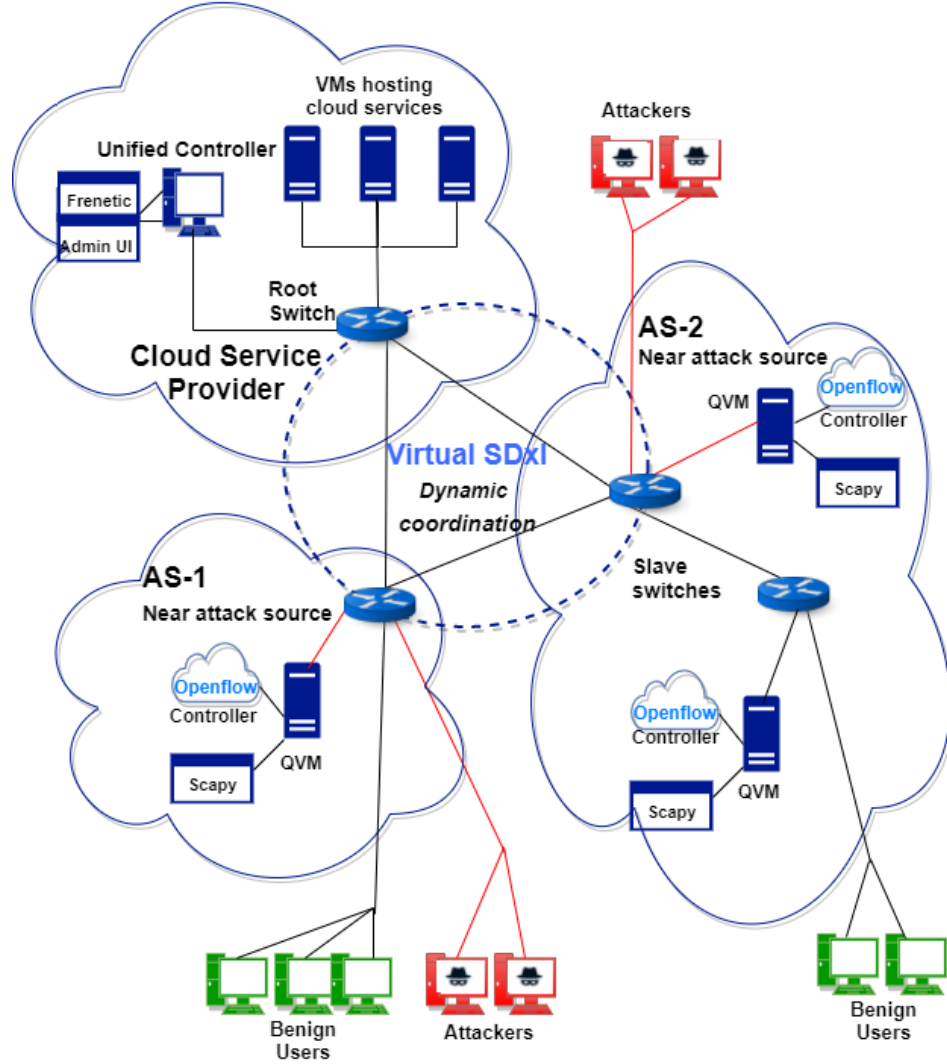 VMs hosting
cloud services
Attackers
Unified Controller
Frenetic
Admin UI
Root
Switch
Cloud Service
Provider
AS-2
Near attack source
QVM
Openflow
Controller
Scapy
Virtual SDxI
Dynamic
coordination
Slave
switches
AS-1
Near attack source
Openflow
Controller
QVM
Scapy
Openflow
Controller
QVM
Scapy
Benign
Users
Attackers
Benign
Users